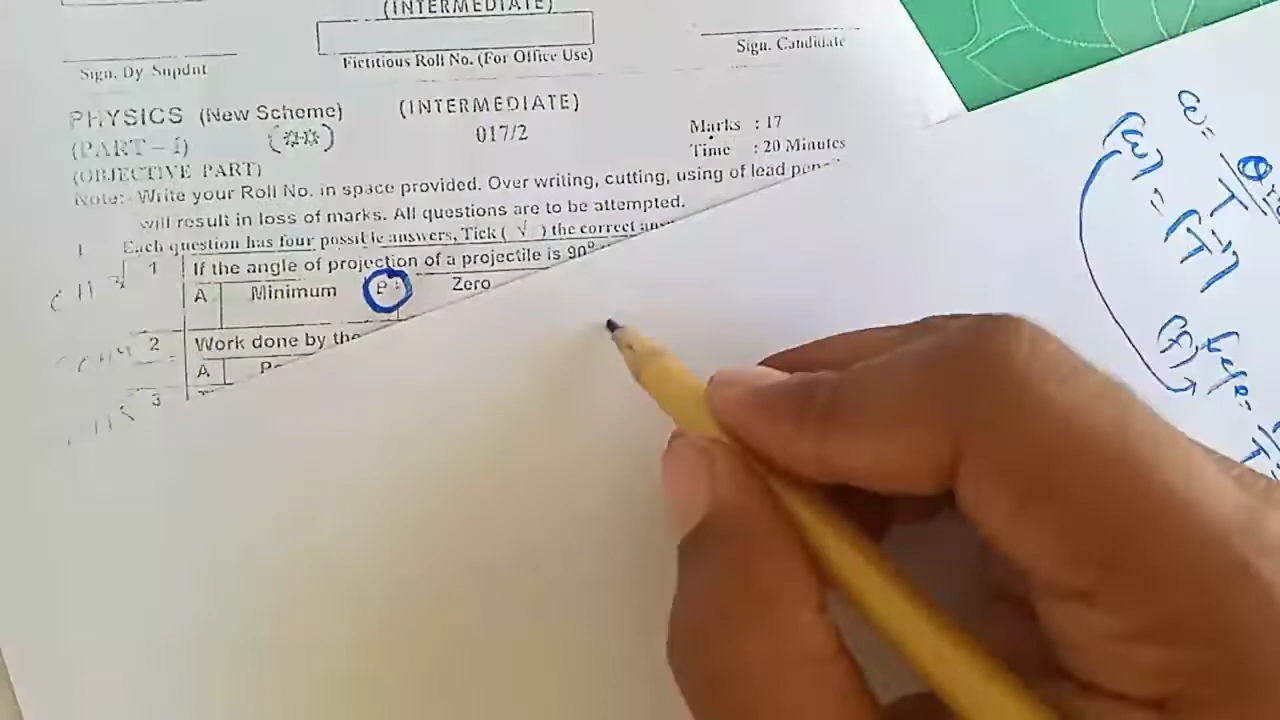 (INTERMEDIATE)
Fictitious Roll No. (For Office Use)
Sign. Candidate
Sign. Dy Supdnt
PHYSICS (New Scheme)
(INTERMEDIATE)
(PART – I)
017/2
Marks : 17
(OBJECTIVE PART)
Time : 20 Minutes
Note:- Write your Roll No. in space provided. Over writing, cutting, using of lead
will result in loss of marks. All questions are to be attempted.
Each question has four possible answers, Tick ( √ ) the correct
1 If the angle of projection of a projectile is 90°
A Minimum Zero
2 Work done by the
A
3
ω = θ
T
(ω) =